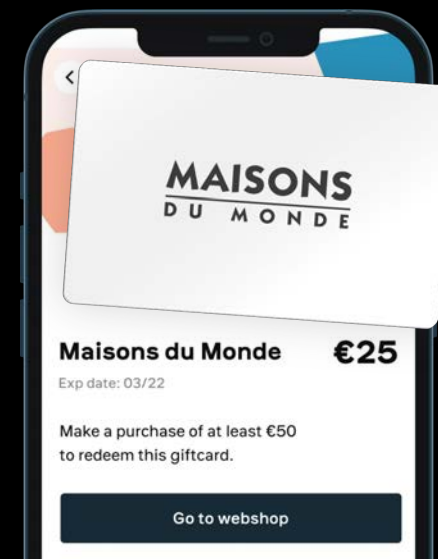 MAISONS
DU MONDE
Maisons du Monde €25
Exp date: 03/22
Make a purchase of at least €50
to redeem this giftcard.
Go to webshop